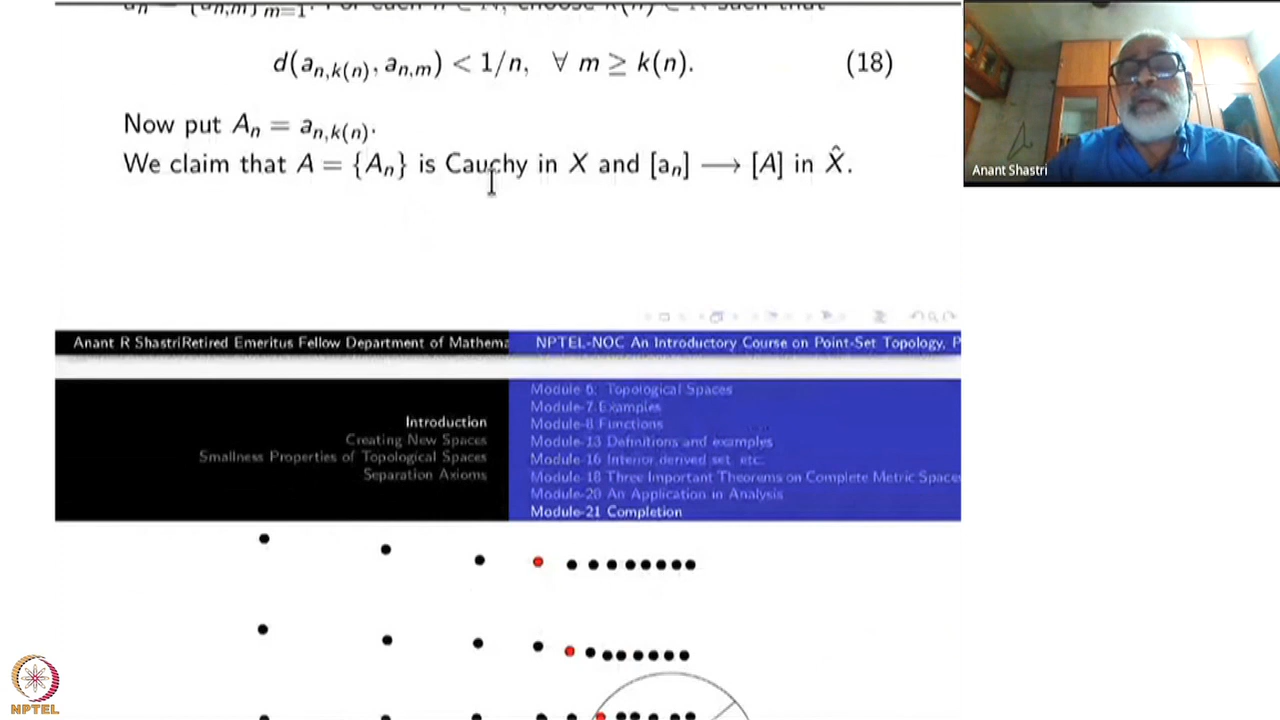 d(a_{n,k(n)}, a_{n,m}) < 1/n, ∀ m ≥ k(n). (18)
Now put A_n = a_{n,k(n)}.
We claim that A = {A_n} is Cauchy in X and [a_n] ⟶ [A] in X̂.
Anant Shastri
Anant R ShastriRetired Emeritus Fellow Department of Mathema
NPTEL-NOC An Introductory Course on Point-Set Topology, P
Introduction
Creating New Spaces
Smallness Properties of Topological Spaces
Separation Axioms
Module-6: Topological Spaces
Module-7 Examples
Module-8 Functions
Module-13 Definitions and examples
Module-16 Interior derived set, etc.
Module-18 Three Important Theorems on Complete Metric Spaces
Module-20 An Application in Analysis
Module-21 Completion
NPTEL